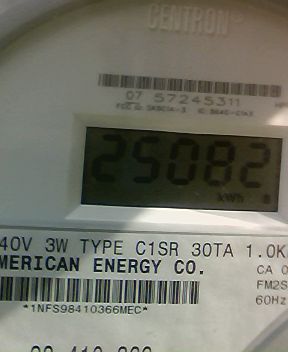 CENTRON®
07 57245311
25082
kWh
40V 3W TYPE C1SR 30TA 1.0K
MERICAN ENERGY CO.
CA 0
FM2S
60Hz
*1NFS98410366MEC*